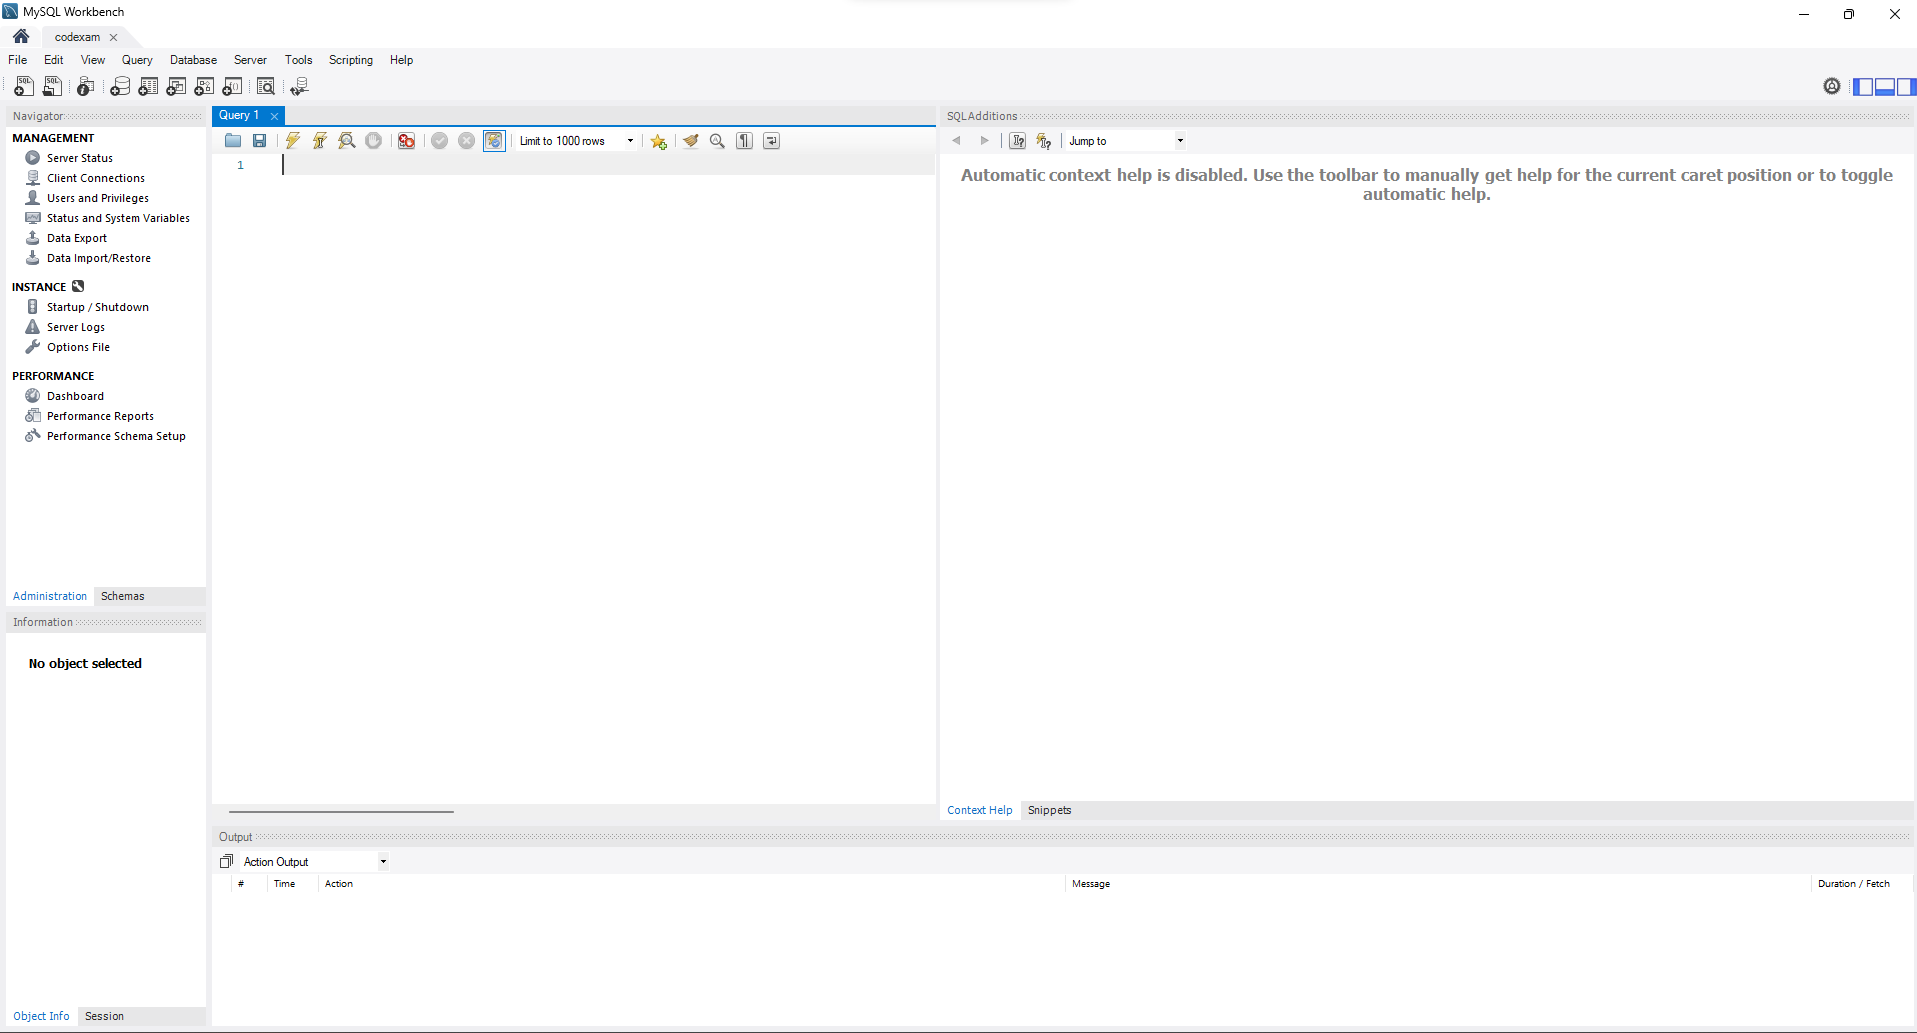 MySQL Workbench
codexam
File Edit View Query Database Server Tools Scripting Help
Navigator
MANAGEMENT
Server Status
Client Connections
Users and Privileges
Status and System Variables
Data Export
Data Import/Restore
INSTANCE
Startup / Shutdown
Server Logs
Options File
PERFORMANCE
Dashboard
Performance Reports
Performance Schema Setup
Administration Schemas
Information
No object selected
Object Info Session
Query 1
Limit to 1000 rows
1
SQLAdditions
Jump to
Automatic context help is disabled. Use the toolbar to manually get help for the current caret position or to toggle
automatic help.
Context Help Snippets
Output
Action Output
# Time Action Message Duration / Fetch